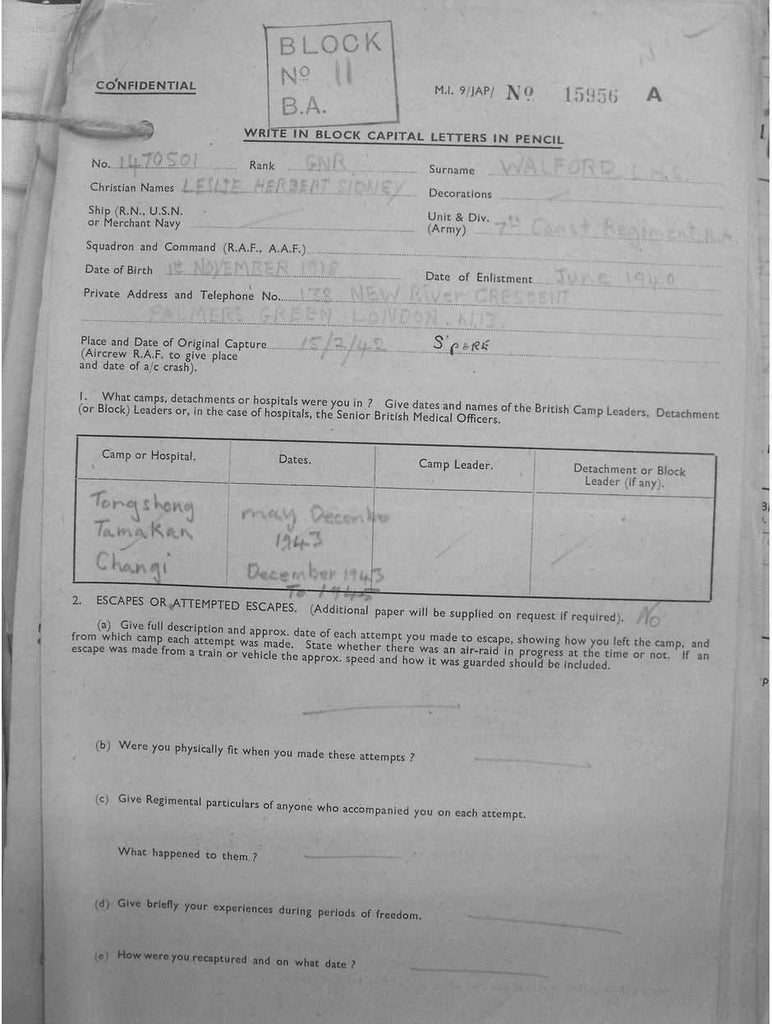 BLOCK
No 11
B.A.
CONFIDENTIAL
M.I. 9/JAP/ No 15956 A
WRITE IN BLOCK CAPITAL LETTERS IN PENCIL
No. 1470501 Rank GNR Surname WALFORD L.H.S.
Christian Names LESLIE HERBERT SIDNEY Decorations
Ship (R.N., U.S.N. or Merchant Navy
Unit & Div. (Army) 7th Coast Regiment R.A.
Squadron and Command (R.A.F., A.A.F.)
Date of Birth 1st NOVEMBER 1918 Date of Enlistment June 1940
Private Address and Telephone No. 128 NEW River CRESCENT
PALMERS GREEN LONDON. N13
Place and Date of Original Capture 15/2/42 S'PORE
(Aircrew R.A.F. to give place
and date of a/c crash).
1. What camps, detachments or hospitals were you in ? Give dates and names of the British Camp Leaders, Detachment
(or Block) Leaders or, in the case of hospitals, the Senior British Medical Officers.
Camp or Hospital. Dates. Camp Leader. Detachment or Block Leader (if any).
Tongshong
Tamakan
May December
1943
Changi
December 1943
To 1945
2. ESCAPES OR ATTEMPTED ESCAPES. (Additional paper will be supplied on request if required). No
(a) Give full description and approx. date of each attempt you made to escape, showing how you left the camp, and
from which camp each attempt was made. State whether there was an air-raid in progress at the time or not. If an
escape was made from a train or vehicle the approx. speed and how it was guarded should be included.
(b) Were you physically fit when you made these attempts ?
(c) Give Regimental particulars of anyone who accompanied you on each attempt.
What happened to them ?
(d) Give briefly your experiences during periods of freedom.
(e) How were you recaptured and on what date ?